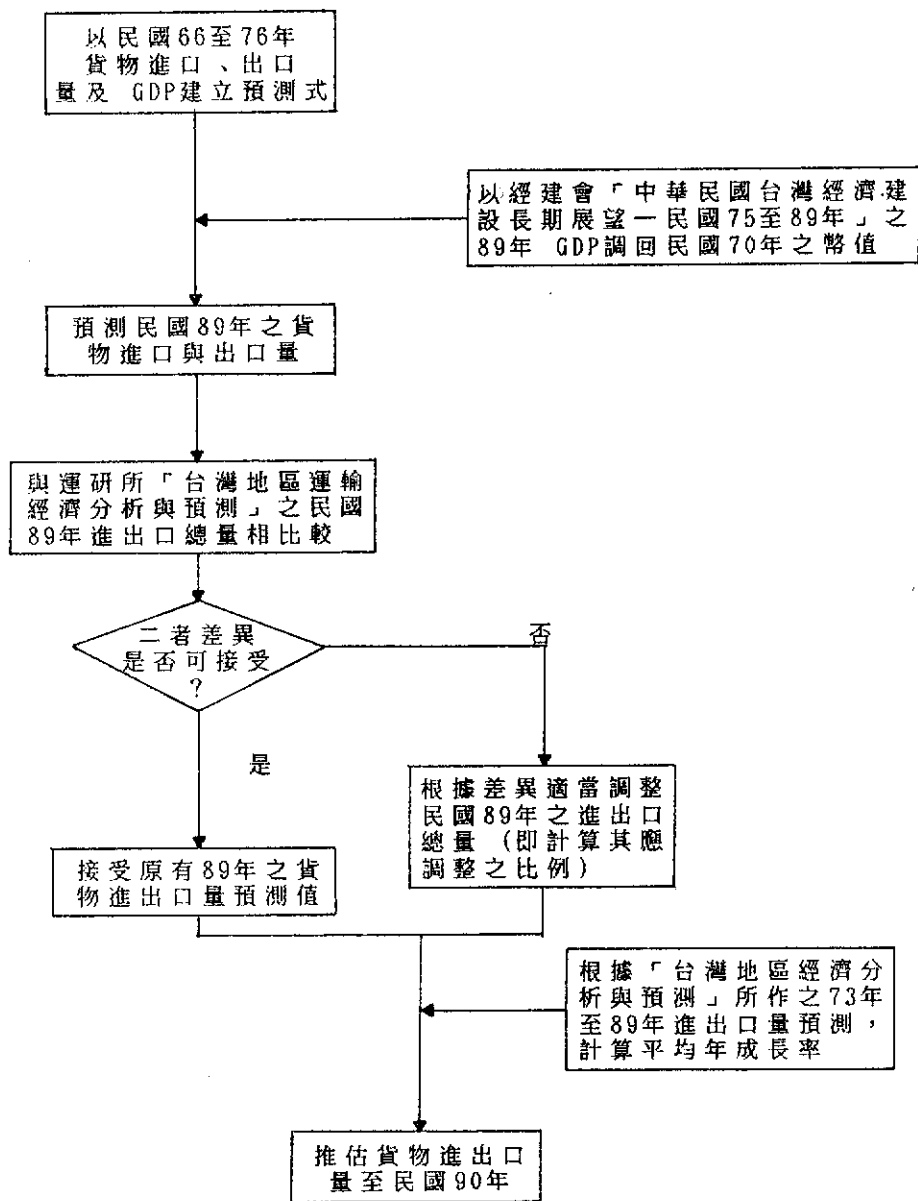 以民國66至76年
貨物進口、出口
量及 GDP建立預測式
以經建會「中華民國台灣經濟建
設長期展望一民國75至89年」之
89年 GDP調回民國70年之幣值
預測民國89年之貨
物進口與出口量
與運研所「台灣地區運輸
經濟分析與預測」之民國
89年進出口總量相比較
二者差異
是否可接受
？
否
是
根據差異適當調整
民國89年之進出口
總量（即計算其應
調整之比例）
接受原有89年之貨
物進出口量預測值
根據「台灣地區經濟分
析與預測」所作之73年
至89年進出口量預測，
計算平均年成長率
推估貨物進出口
量至民國90年